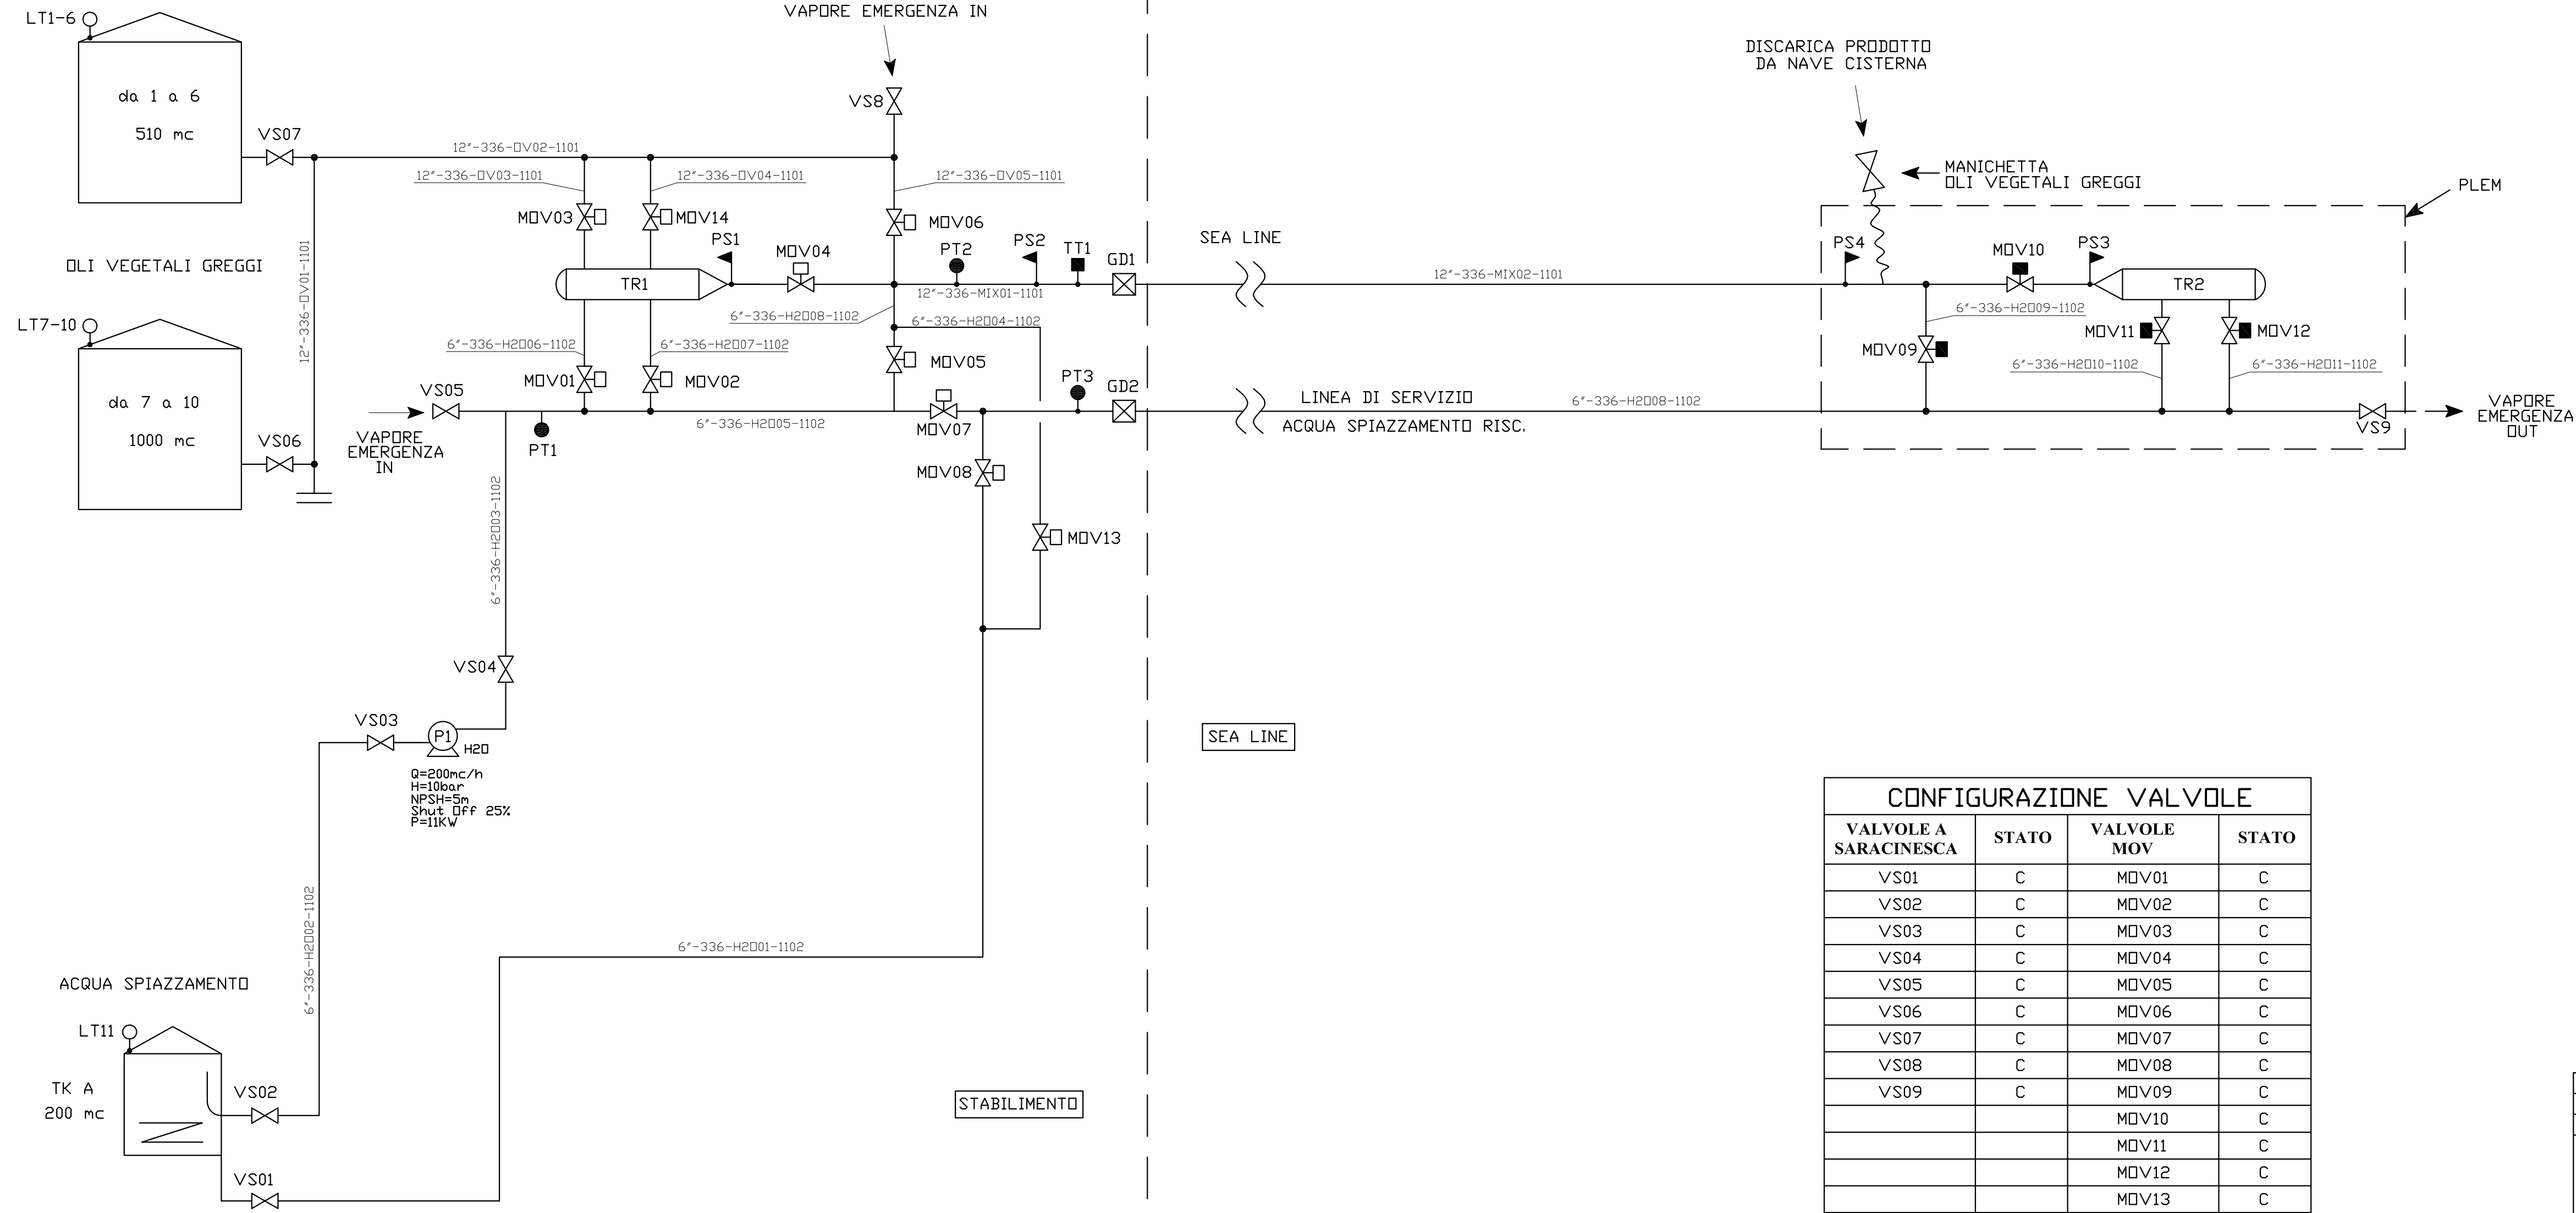 LT1-6
da 1 a 6
510 mc
VS07
OLI VEGETALI GREGGI
12"-336-OV01-1101
LT7-10
da 7 a 10
1000 mc
VS06
VAPORE EMERGENZA IN
VS8
12"-336-OV02-1101
12"-336-OV03-1101
12"-336-OV04-1101
12"-336-OV05-1101
MOV03
MOV14
MOV06
PS1
MOV04
PT2
PS2
TT1
GD1
TR1
12"-336-MIX01-1101
6"-336-H2O08-1102
6"-336-H2O04-1102
6"-336-H2O06-1102
6"-336-H2O07-1102
MOV05
MOV01
MOV02
PT3
GD2
VS05
VAPORE
EMERGENZA
IN
PT1
6"-336-H2O05-1102
MOV07
MOV08
MOV13
6"-336-H2O03-1102
VS04
VS03
P1
H2O
Q=200mc/h
H=10bar
NPSH=5m
Shut Off 25%
P=11KW
6"-336-H2O02-1102
6"-336-H2O01-1102
ACQUA SPIAZZAMENTO
LT11
TK A
200 mc
VS02
VS01
STABILIMENTO
SEA LINE
SEA LINE
12"-336-MIX02-1101
LINEA DI SERVIZIO
ACQUA SPIAZZAMENTO RISC.
6"-336-H2O08-1102
DISCARICA PRODOTTO
DA NAVE CISTERNA
MANICHETTA
OLI VEGETALI GREGGI
PLEM
PS4
MOV10
PS3
TR2
6"-336-H2O09-1102
MOV09
MOV11
MOV12
6"-336-H2O10-1102
6"-336-H2O11-1102
VS9
VAPORE
EMERGENZA
OUT
CONFIGURAZIONE VALVOLE
VALVOLE A SARACINESCA STATO VALVOLE MOV STATO
VS01 C MOV01 C
VS02 C MOV02 C
VS03 C MOV03 C
VS04 C MOV04 C
VS05 C MOV05 C
VS06 C MOV06 C
VS07 C MOV07 C
VS08 C MOV08 C
VS09 C MOV09 C
MOV10 C
MOV11 C
MOV12 C
MOV13 C